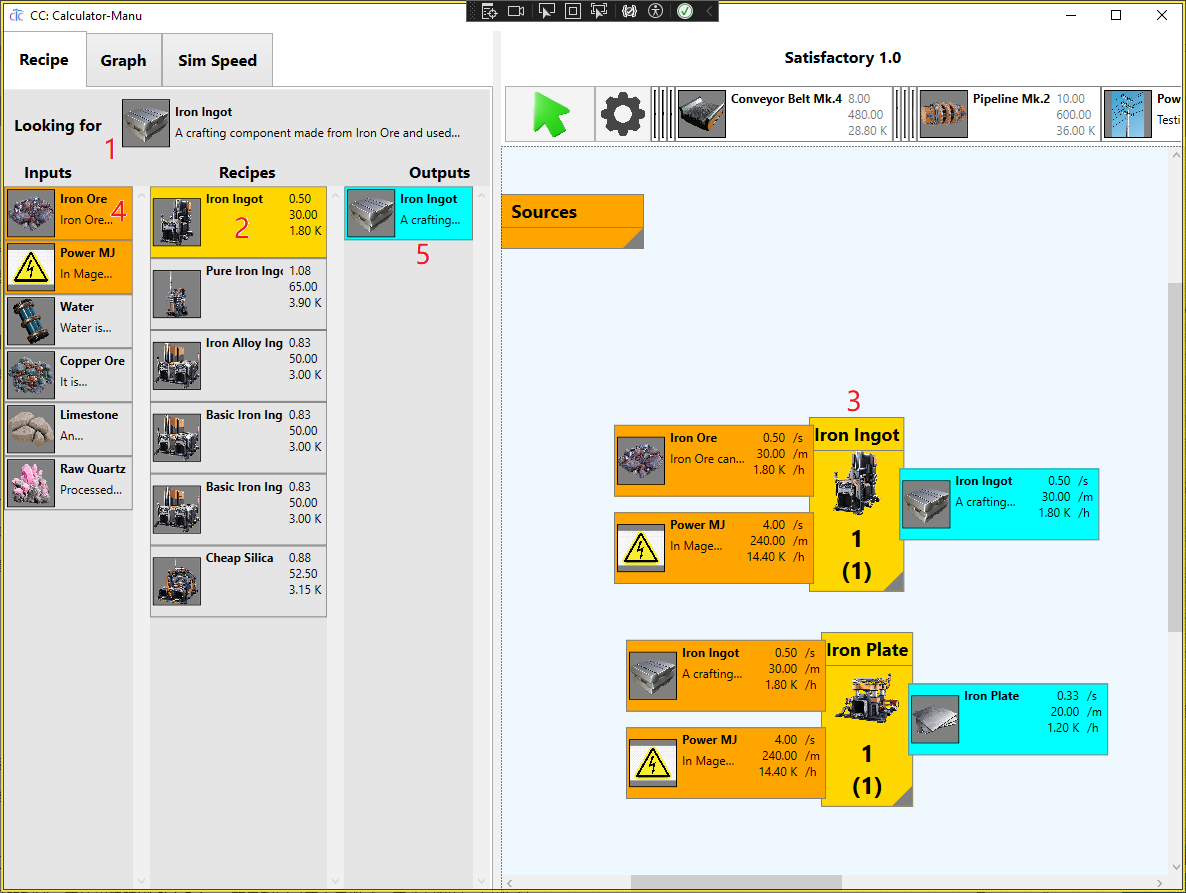 CC: Calculator-Manu
Recipe
Graph
Sim Speed
Looking for
Iron Ingot
A crafting component made from Iron Ore and used...
1
Inputs
Recipes
Outputs
Iron Ore
Iron Ore...
4
Power MJ
In Mage...
Water
Water is...
Copper Ore
It is...
Limestone
An...
Raw Quartz
Processed...
Iron Ingot 0.50
30.00
1.80 K
2
Pure Iron Ingo 1.08
65.00
3.90 K
Iron Alloy Ing 0.83
50.00
3.00 K
Basic Iron Ing 0.83
50.00
3.00 K
Basic Iron Ing 0.83
50.00
3.00 K
Cheap Silica 0.88
52.50
3.15 K
Iron Ingot
A crafting...
5
Satisfactory 1.0
Conveyor Belt Mk.4 8.00
480.00
28.80 K
Pipeline Mk.2 10.00
600.00
36.00 K
Pow
Testi
Sources
3
Iron Ore 0.50 /s
Iron Ore can... 30.00 /m
1.80 K /h
Power MJ 4.00 /s
In Mage... 240.00 /m
14.40 K /h
Iron Ingot
1
(1)
Iron Ingot 0.50 /s
A crafting... 30.00 /m
1.80 K /h
Iron Ingot 0.50 /s
A crafting... 30.00 /m
1.80 K /h
Power MJ 4.00 /s
In Mage... 240.00 /m
14.40 K /h
Iron Plate
1
(1)
Iron Plate 0.33 /s
20.00 /m
1.20 K /h